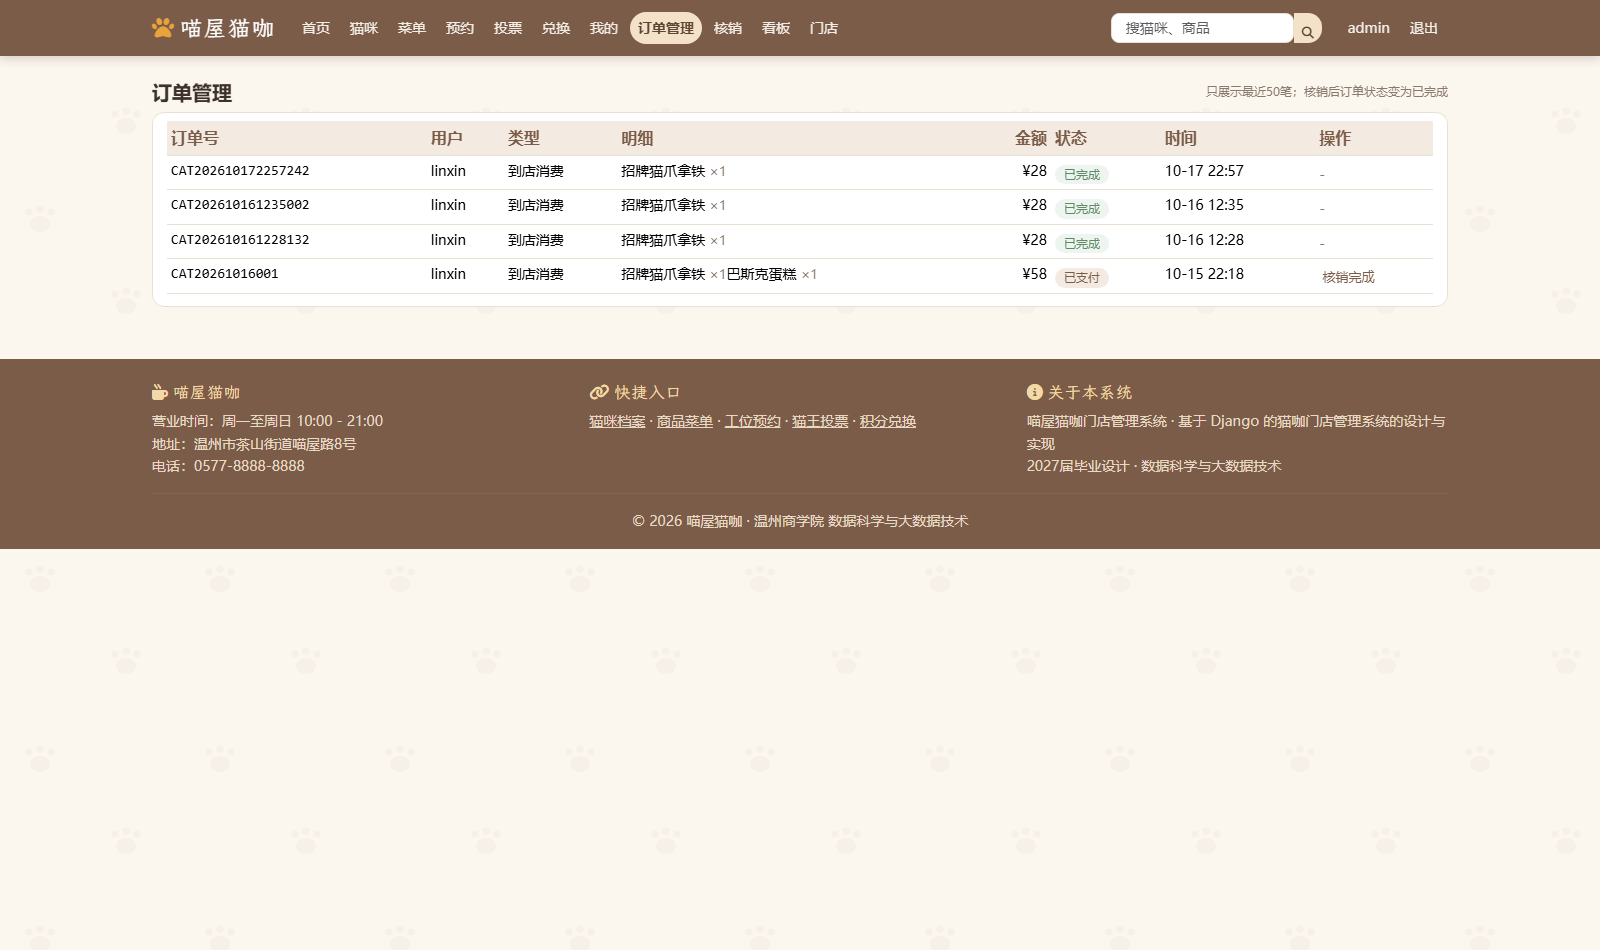 喵屋猫咖 首页 猫咪 菜单 预约 投票 兑换 我的 订单管理 核销 看板 门店 搜猫咪、商品 admin 退出
订单管理 只展示最近50笔；核销后订单状态变为已完成
订单号 用户 类型 明细 金额 状态 时间 操作
CAT202610172257242 linxin 到店消费 招牌猫爪拿铁 ×1 ¥28 已完成 10-17 22:57 -
CAT202610161235002 linxin 到店消费 招牌猫爪拿铁 ×1 ¥28 已完成 10-16 12:35 -
CAT202610161228132 linxin 到店消费 招牌猫爪拿铁 ×1 ¥28 已完成 10-16 12:28 -
CAT20261016001 linxin 到店消费 招牌猫爪拿铁 ×1巴斯克蛋糕 ×1 ¥58 已支付 10-15 22:18 核销完成
喵屋猫咖
营业时间：周一至周日 10:00 - 21:00
地址：温州市茶山街道喵屋路8号
电话：0577-8888-8888
快捷入口
猫咪档案 · 商品菜单 · 工位预约 · 猫王投票 · 积分兑换
关于本系统
喵屋猫咖门店管理系统 · 基于 Django 的猫咖门店管理系统的设计与
实现
2027届毕业设计 · 数据科学与大数据技术
© 2026 喵屋猫咖 · 温州商学院 数据科学与大数据技术